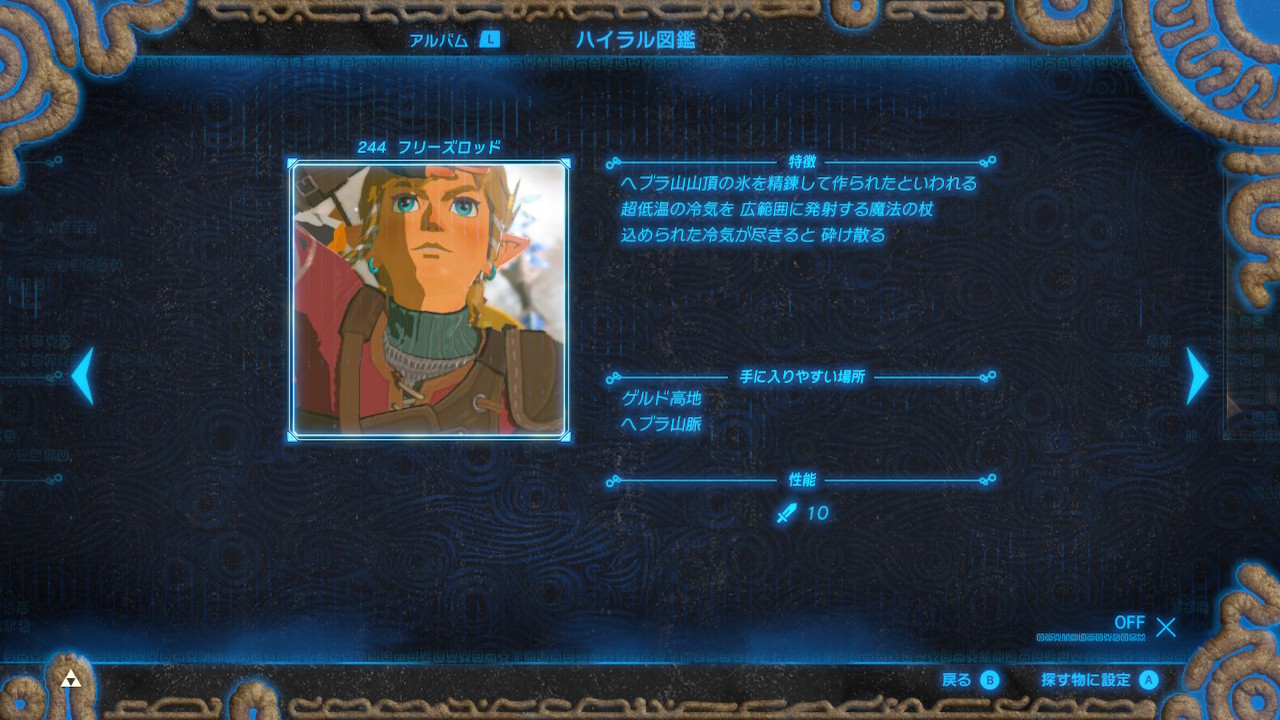 アルバム L
ハイラル図鑑
244 フリーズロッド
特徴
ヘブラ山山頂の氷を精錬して作られたといわれる
超低温の冷気を 広範囲に発射する魔法の杖
込められた冷気が尽きると 砕け散る
手に入りやすい場所
ゲルド高地
ヘブラ山脈
性能
10
OFF
戻る B
探す物に設定 A